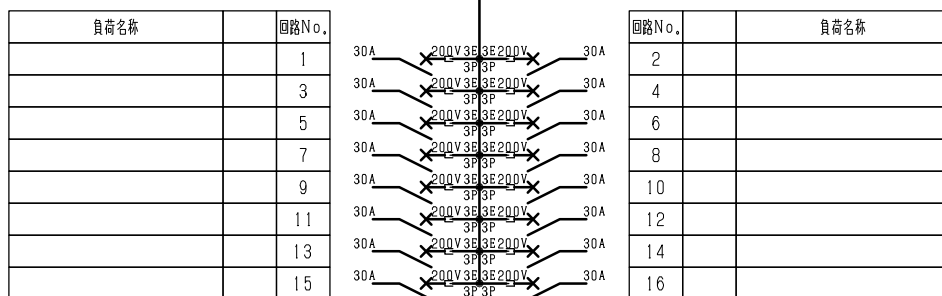 負荷名称 回路No. 回路No. 負荷名称
1 30A 200V 3E 3E 200V 30A 2
3P 3P
3 30A 200V 3E 3E 200V 30A 4
3P 3P
5 30A 200V 3E 3E 200V 30A 6
3P 3P
7 30A 200V 3E 3E 200V 30A 8
3P 3P
9 30A 200V 3E 3E 200V 30A 10
3P 3P
11 30A 200V 3E 3E 200V 30A 12
3P 3P
13 30A 200V 3E 3E 200V 30A 14
3P 3P
15 30A 200V 3E 3E 200V 30A 16
3P 3P